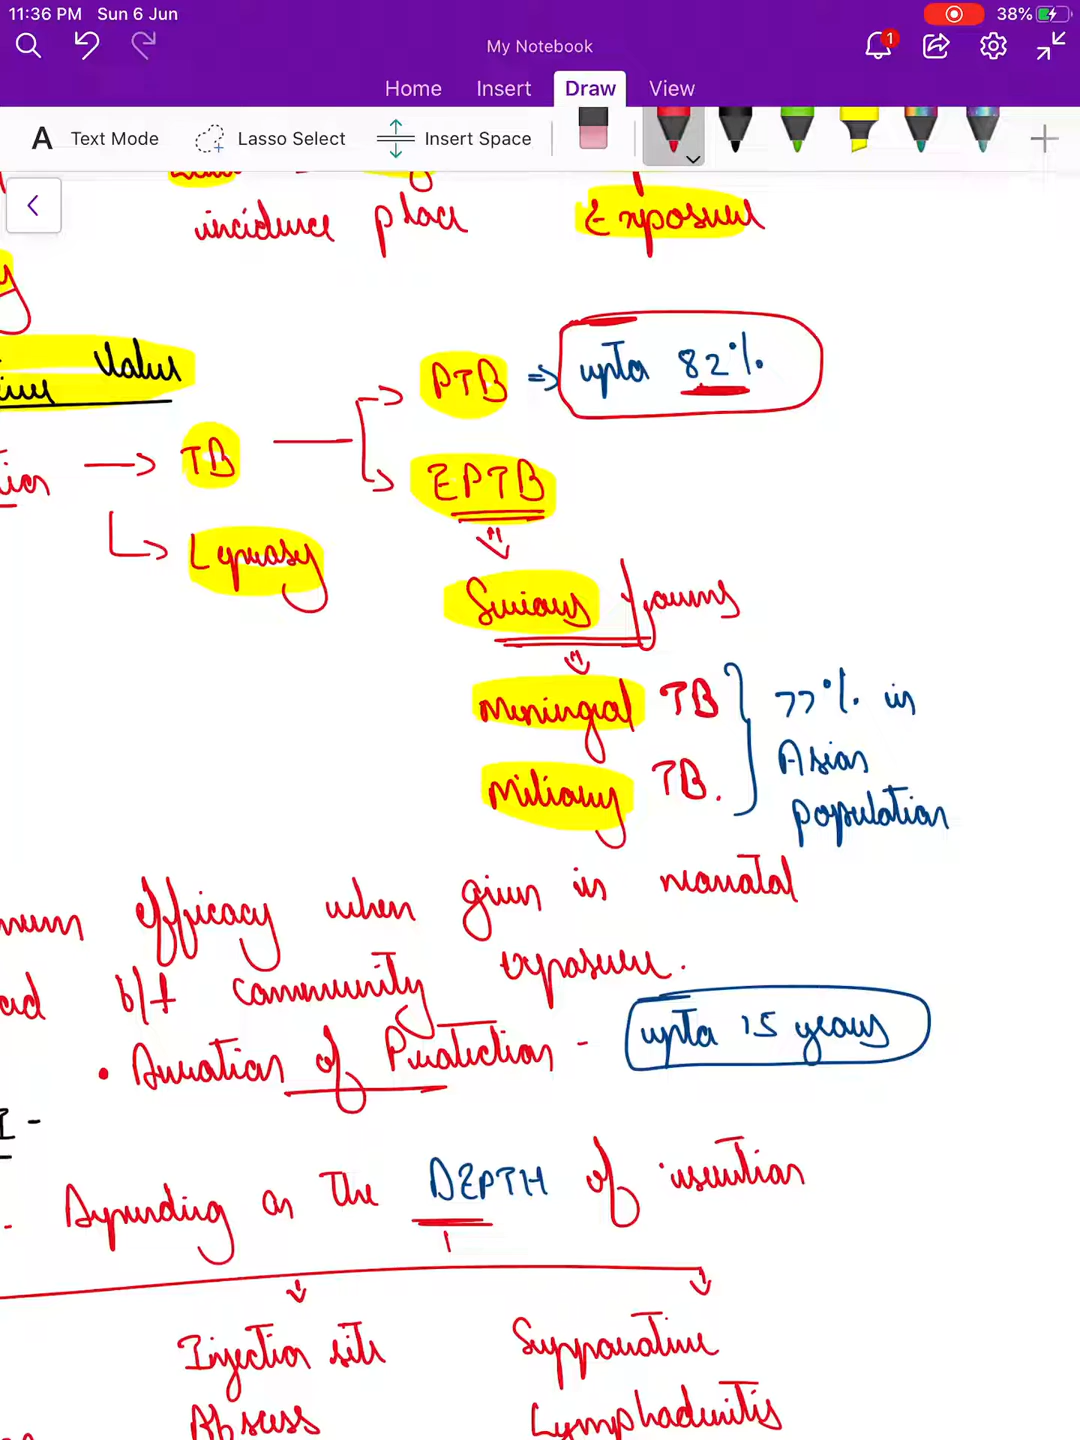 11:36 PM Sun 6 Jun
38%
My Notebook
1
Home Insert Draw View
A Text Mode Lasso Select Insert Space
incidence place
Exposure
Value
PTB ⇒ upto 82%
TB
EPTB
Leprosy
Serious forms
Meningeal TB
77% in
Asian
Miliary TB.
population
efficacy when given in neonatal
b/f community exposure.
• Duration of Protection - upto 15 years
I -
- Depending on the DEPTH of insertion
Injection site
Suppurative
Abscess
Lymphadenitis